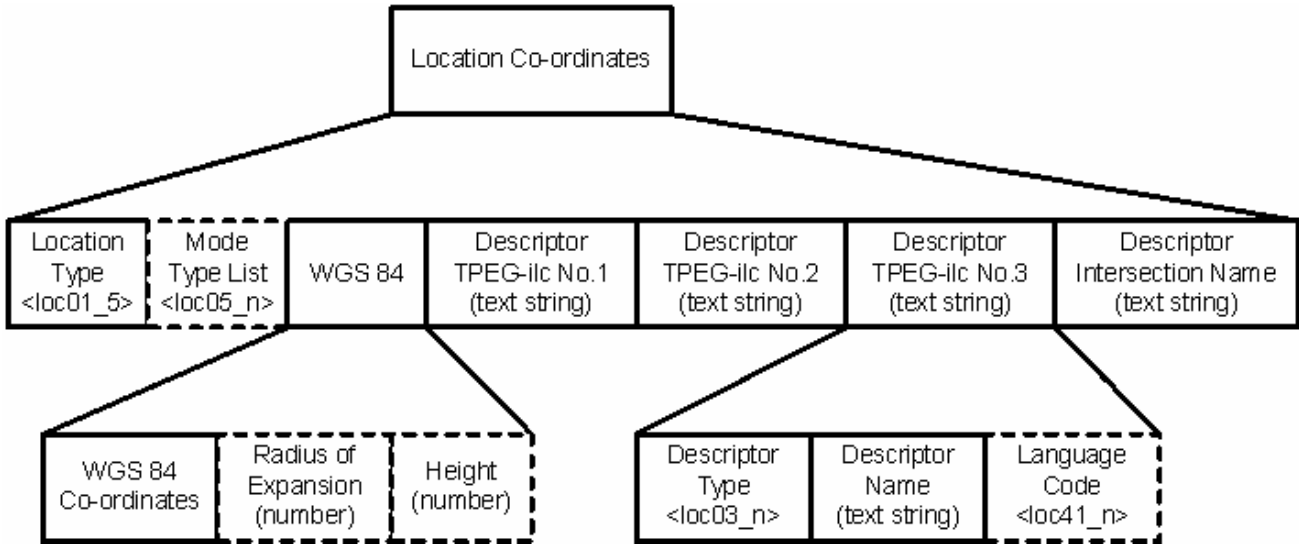 Location Co-ordinates
Location
Type
<loc01_5>
Mode
Type List
<loc05_n>
WGS 84
Descriptor
TPEG-ilc No.1
(text string)
Descriptor
TPEG-ilc No.2
(text string)
Descriptor
TPEG-ilc No.3
(text string)
Descriptor
Intersection Name
(text string)
WGS 84
Co-ordinates
Radius of
Expansion
(number)
Height
(number)
Descriptor
Type
<loc03_n>
Descriptor
Name
(text string)
Language
Code
<loc41_n>